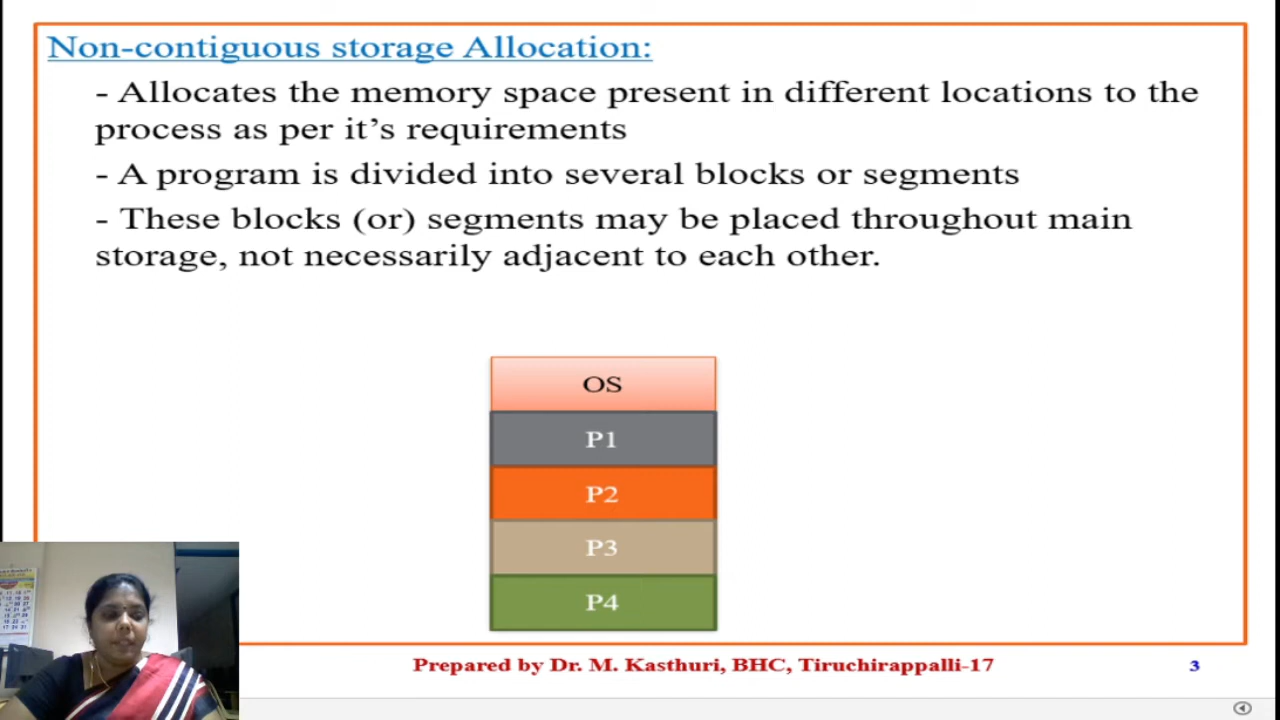 Non-contiguous storage Allocation:
- Allocates the memory space present in different locations to the
process as per it's requirements
- A program is divided into several blocks or segments
- These blocks (or) segments may be placed throughout main
storage, not necessarily adjacent to each other.
OS
P1
P2
P3
P4
Prepared by Dr. M. Kasthuri, BHC, Tiruchirappalli-17
3